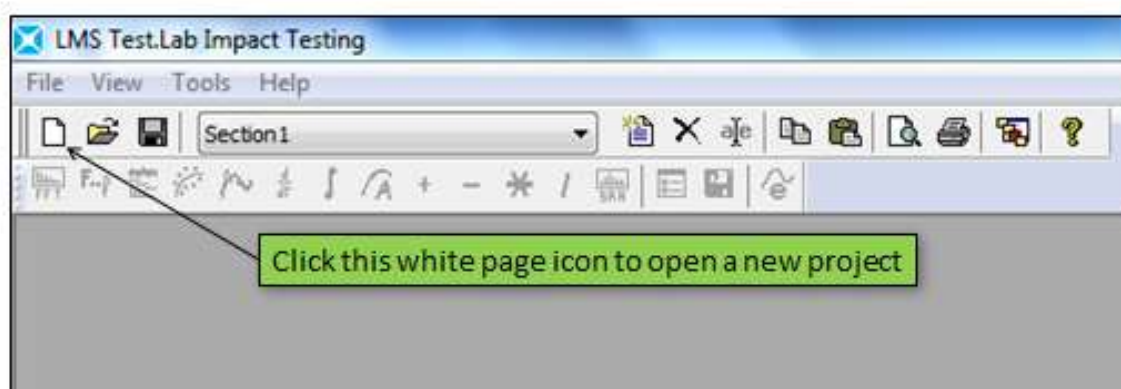 LMS Test.Lab Impact Testing
File View Tools Help
Section1
Click this white page icon to open a new project